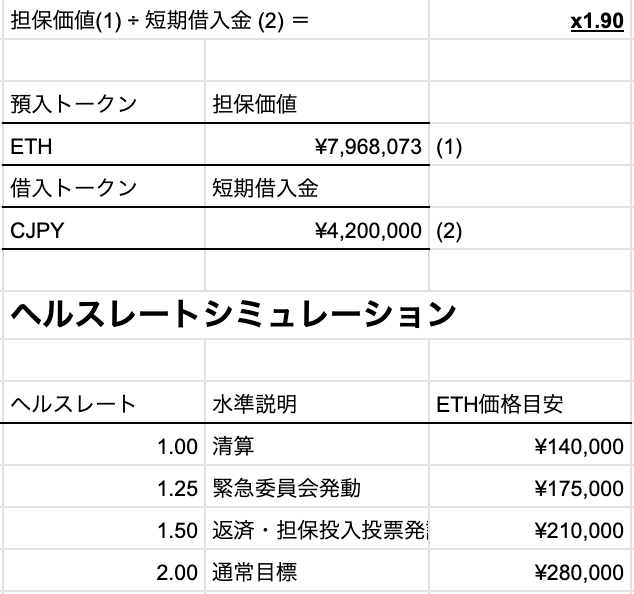 担保価値(1) ÷ 短期借入金 (2) ＝ x1.90
預入トークン 担保価値
ETH ¥7,968,073 (1)
借入トークン 短期借入金
CJPY ¥4,200,000 (2)
ヘルスレートシミュレーション
ヘルスレート 水準説明 ETH価格目安
1.00 清算 ¥140,000
1.25 緊急委員会発動 ¥175,000
1.50 返済・担保投入投票発 ¥210,000
2.00 通常目標 ¥280,000